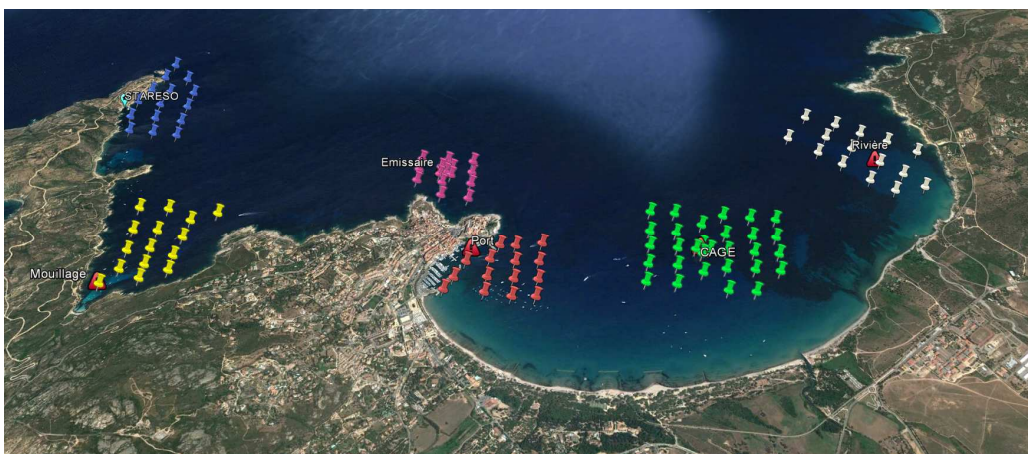 STARESO
Emissaire
Rivière
Port
CAGE
Mouillage